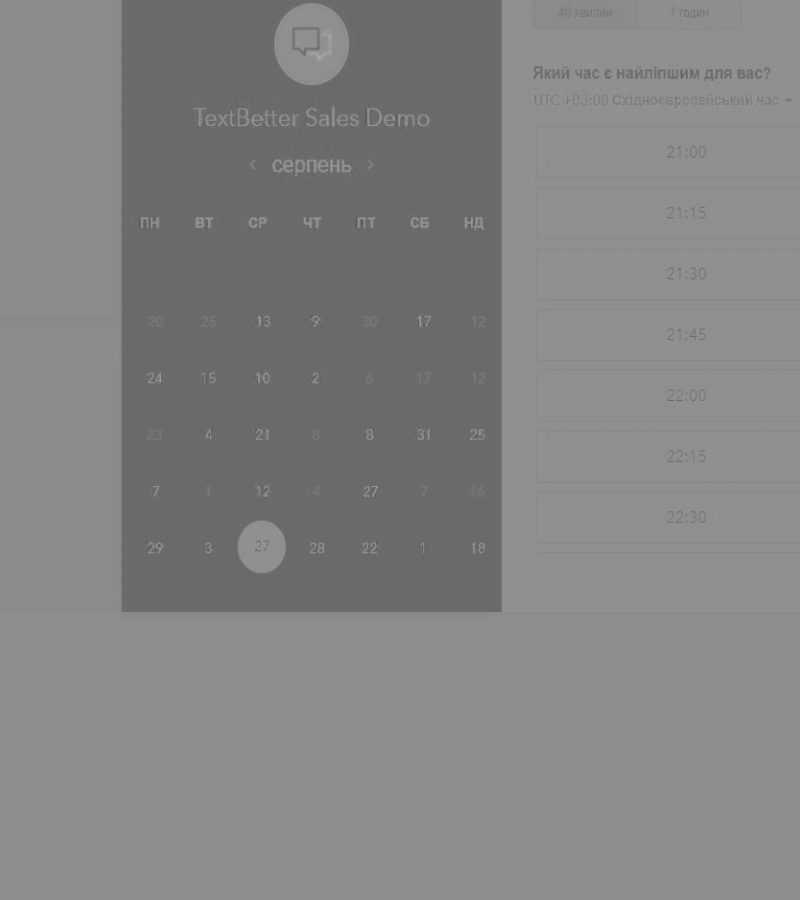 TextBetter Sales Demo
‹ серпень ›
ПН ВТ СР ЧТ ПТ СБ НД
20 25 13 9 30 17 12
24 15 10 2 6 17 12
23 4 21 8 8 31 25
7 1 12 4 27 7 16
29 3 27 28 22 1 18
40 хвилин 1 годин
Який час є найліпшим для вас?
UTC +03:00 Східноєвропейський час
21:00
21:15
21:30
21:45
22:00
22:15
22:30